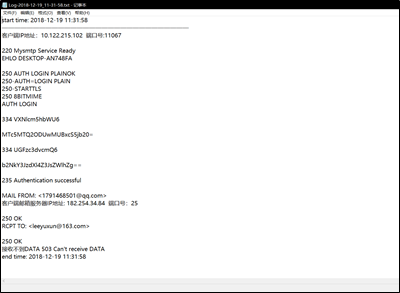 Log-2018-12-19_11-31-58.txt - 记事本
文件(F) 编辑(E) 格式(O) 查看(V) 帮助(H)
start time: 2018-12-19 11:31:58
客户端IP地址: 10.122.215.102 端口号:11067
220 Mysmtp Service Ready
EHLO DESKTOP-AN748FA
250 AUTH LOGIN PLAINOK
250-AUTH=LOGIN PLAIN
250-STARTTLS
250 8BITMIME
AUTH LOGIN
334 VXNlcm5hbWU6
MTc5MTQ2ODUwMUBxcS5jb20=
334 UGFzc3dvcmQ6
b2NkY3JzdXl4Z3JsZWlhZg==
235 Authentication successful
MAIL FROM: <1791468501@qq.com>
客户端邮箱服务器IP地址: 182.254.34.84 端口号: 25
250 OK
RCPT TO: <leeyuxun@163.com>
250 OK
接收不到DATA 503 Can't receive DATA
end time: 2018-12-19 11:31:58